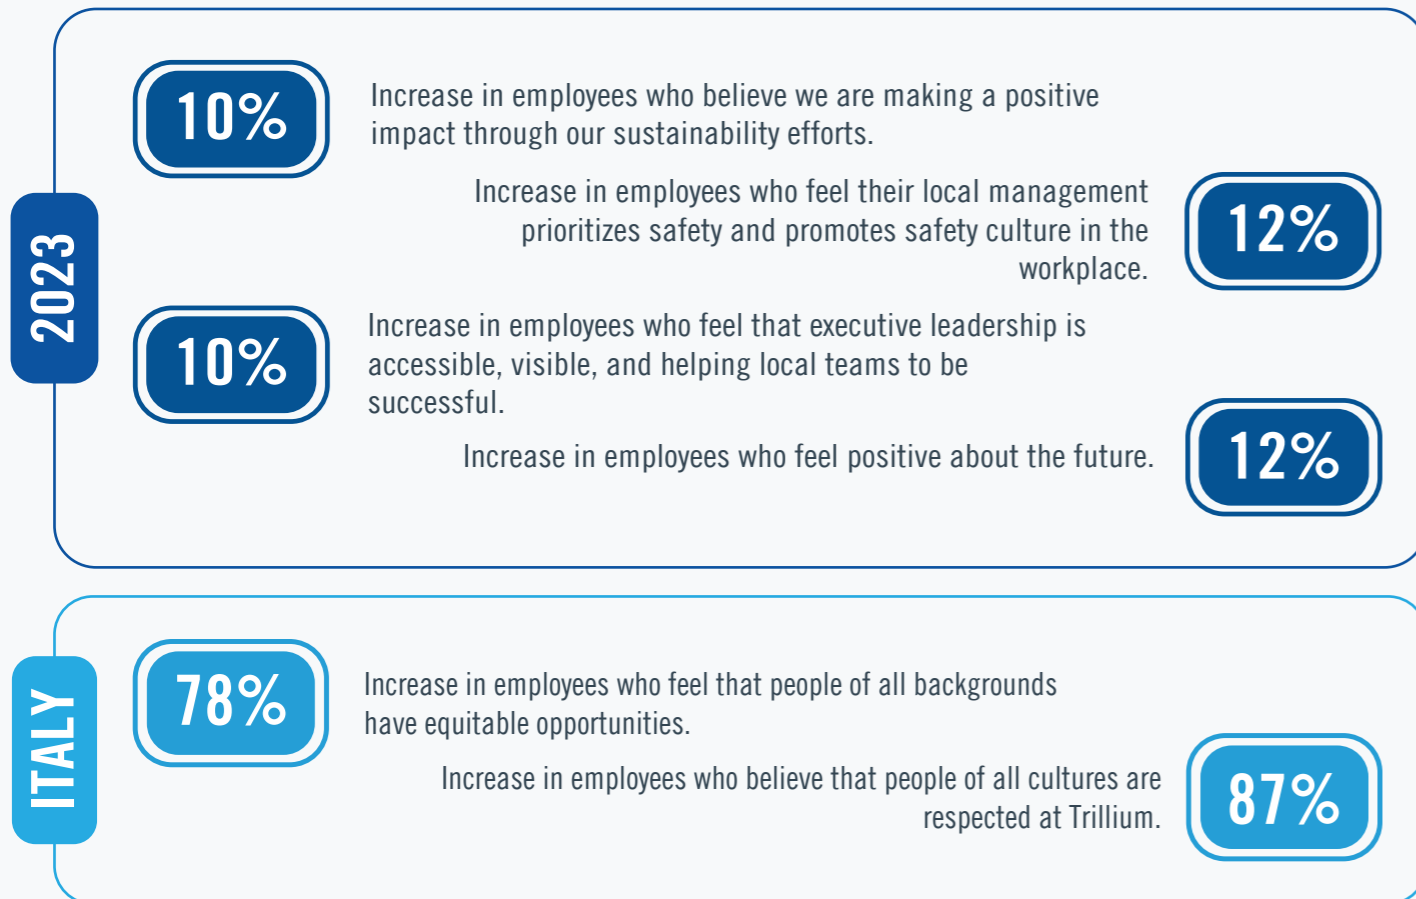 2023
10%
Increase in employees who believe we are making a positive
impact through our sustainability efforts.
Increase in employees who feel their local management
prioritizes safety and promotes safety culture in the
workplace.
12%
10%
Increase in employees who feel that executive leadership is
accessible, visible, and helping local teams to be
successful.
Increase in employees who feel positive about the future.
12%
ITALY
78%
Increase in employees who feel that people of all backgrounds
have equitable opportunities.
Increase in employees who believe that people of all cultures are
respected at Trillium.
87%